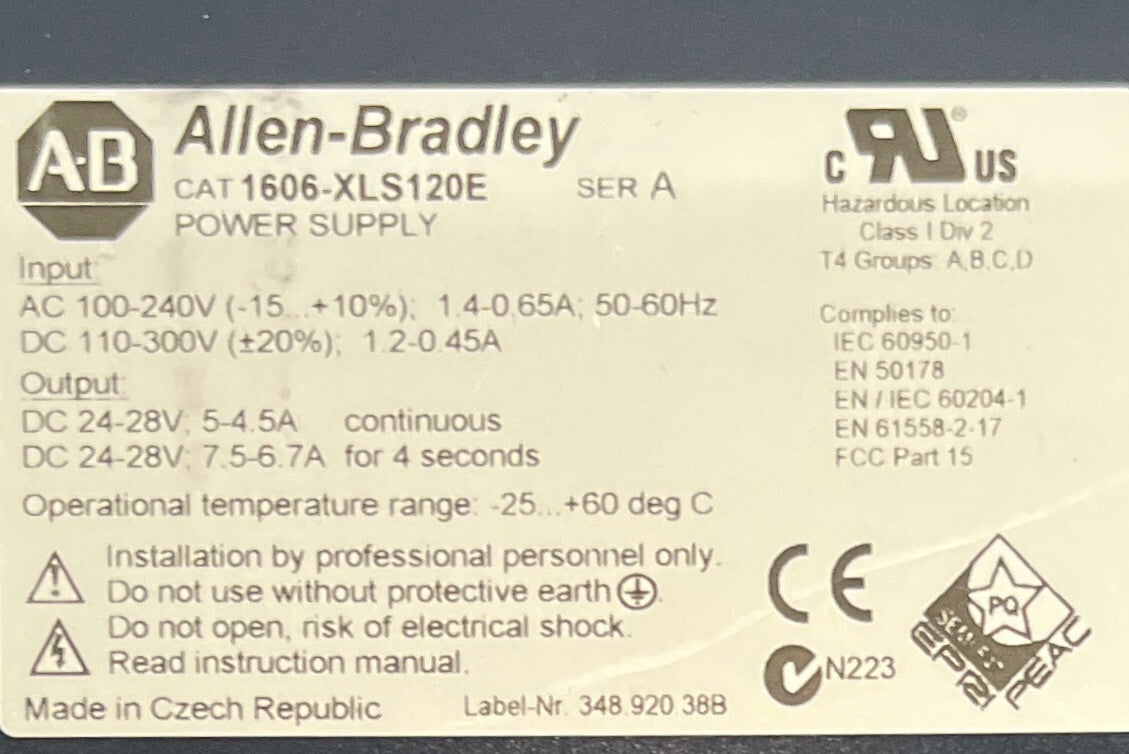 A·B Allen-Bradley
CAT 1606-XLS120E SER A
POWER SUPPLY
Input:
AC 100-240V (-15...+10%); 1.4-0.65A; 50-60Hz
DC 110-300V (±20%); 1.2-0.45A
Output:
DC 24-28V; 5-4.5A continuous
DC 24-28V; 7.5-6.7A for 4 seconds
Operational temperature range: -25...+60 deg C
Installation by professional personnel only.
Do not use without protective earth.
Do not open, risk of electrical shock.
Read instruction manual.
Made in Czech Republic Label-Nr. 348.920.38B
C RU ® US
Hazardous Location
Class I Div 2
T4 Groups A,B,C,D
Complies to:
IEC 60950-1
EN 50178
EN / IEC 60204-1
EN 61558-2-17
FCC Part 15
CE
N223
PQ
SEMI F47
EPRI PEAC